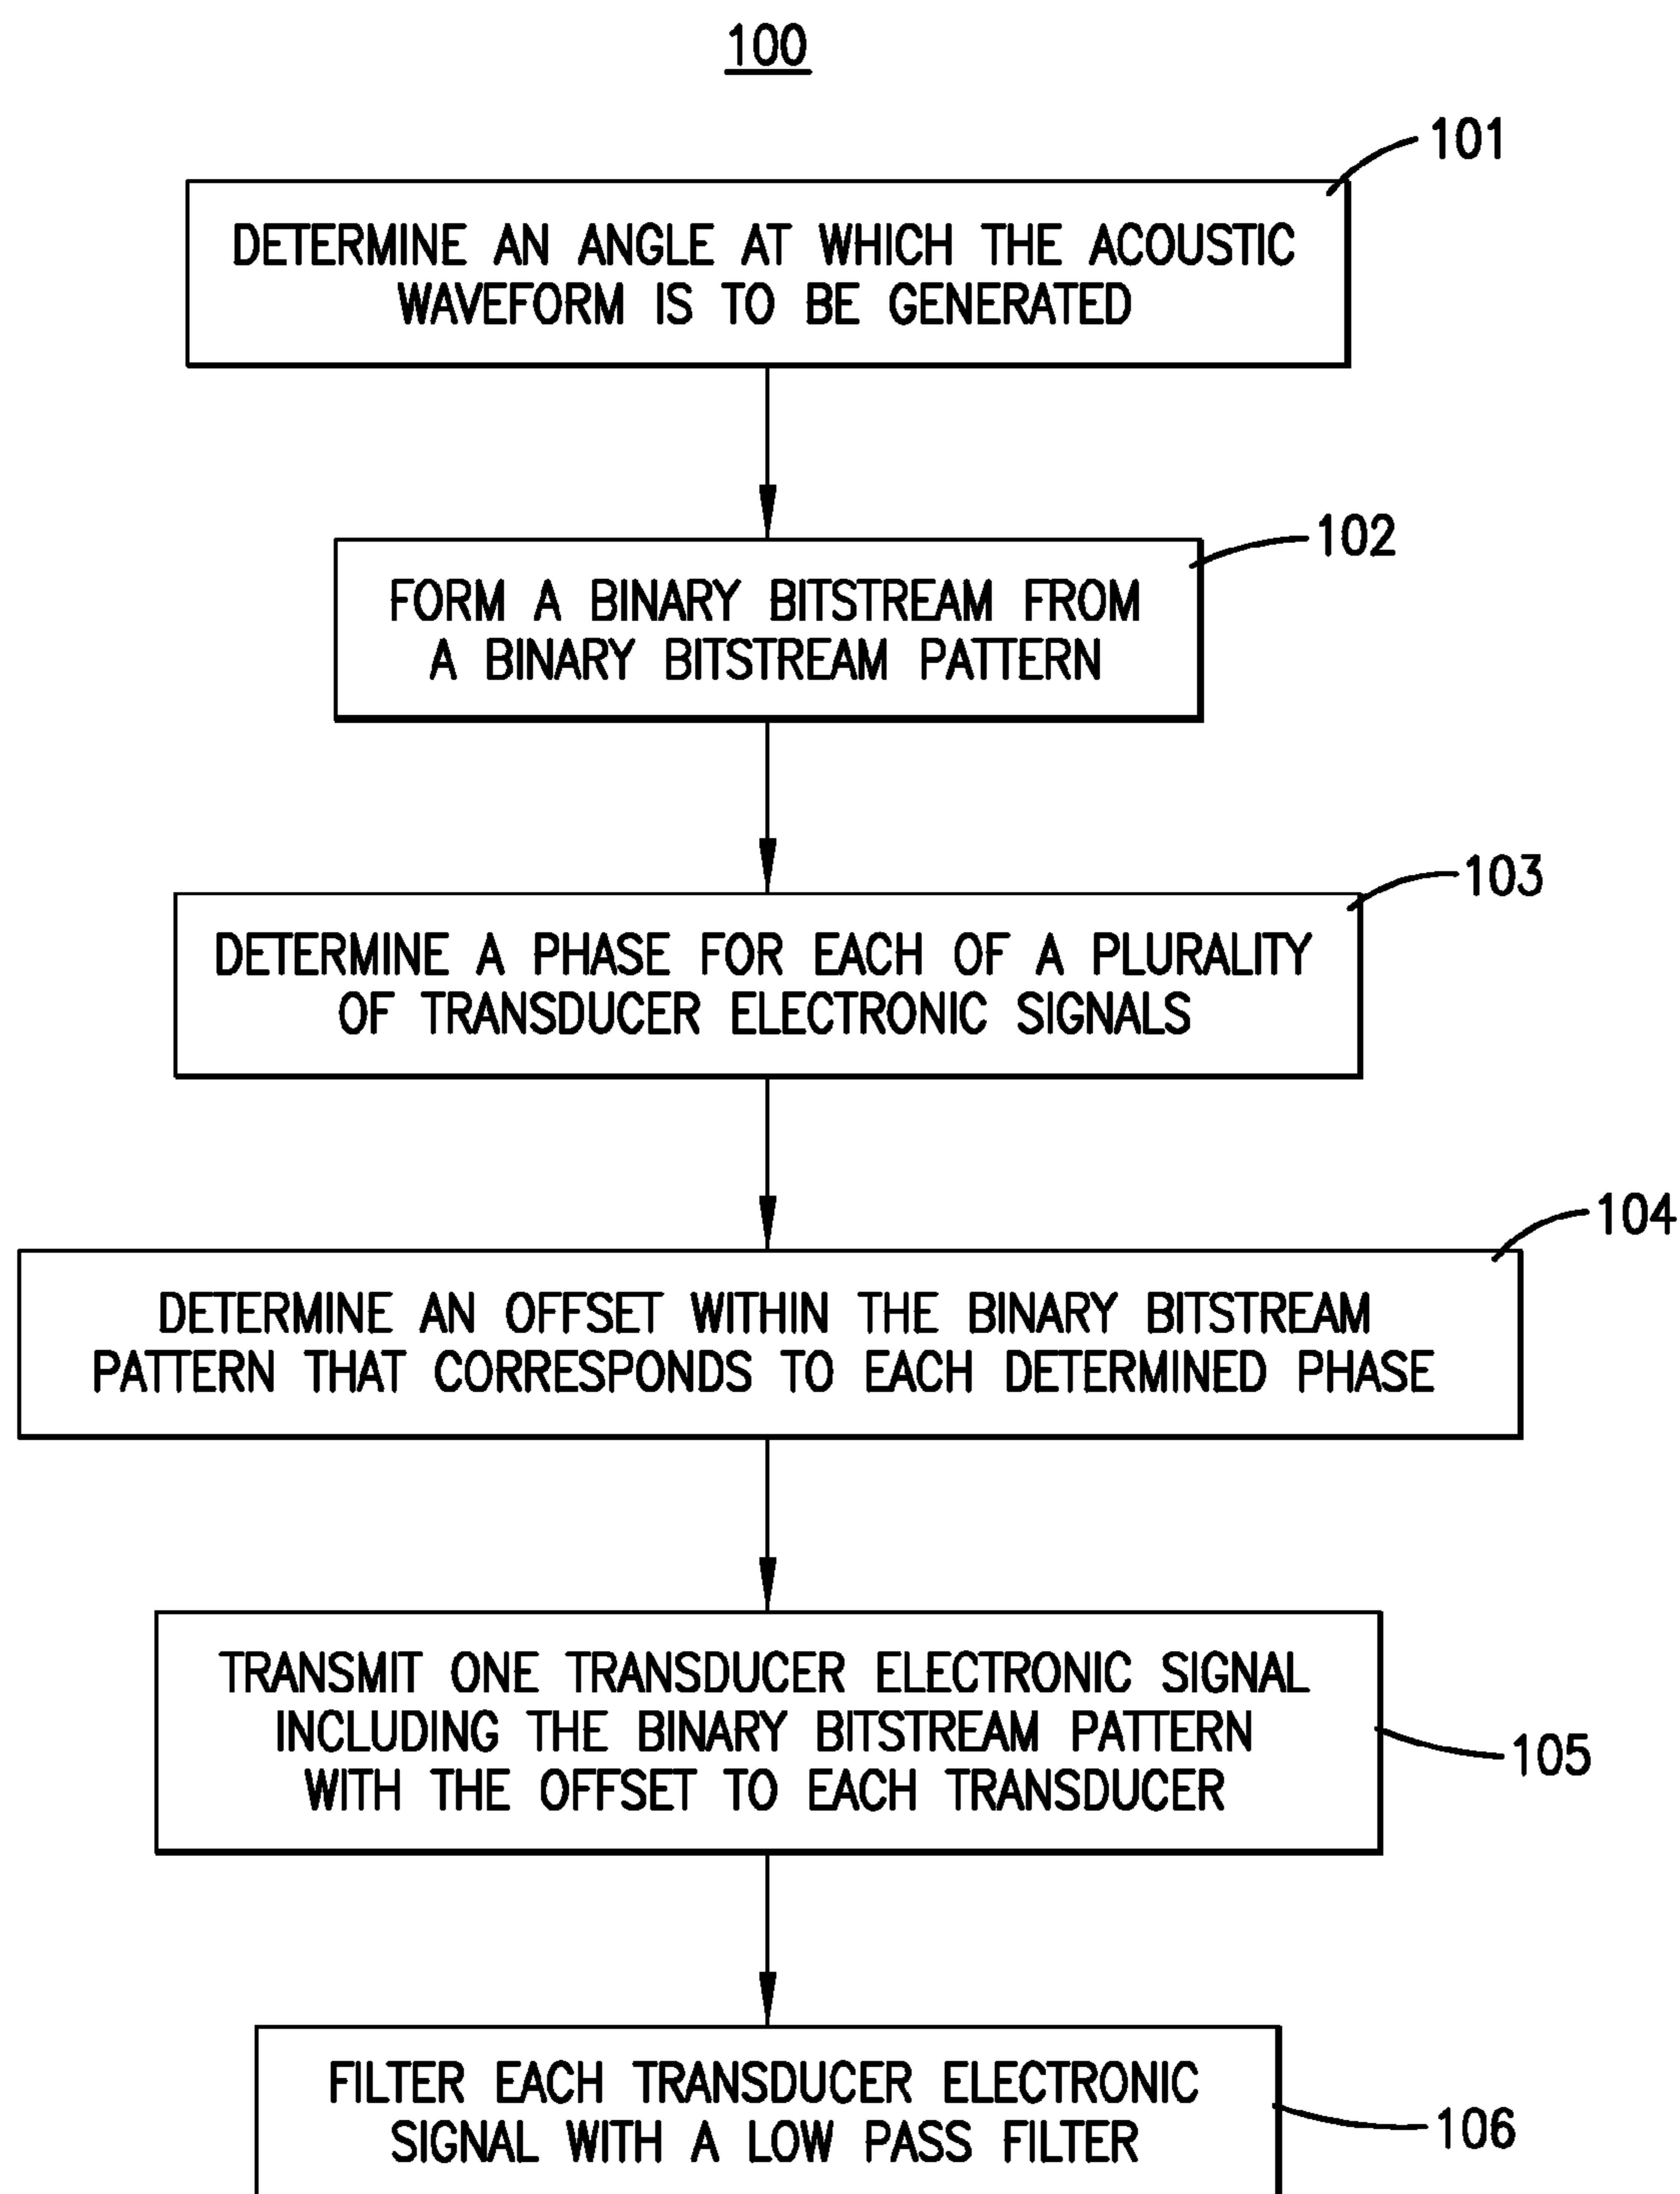 100
101
DETERMINE AN ANGLE AT WHICH THE ACOUSTIC
WAVEFORM IS TO BE GENERATED
102
FORM A BINARY BITSTREAM FROM
A BINARY BITSTREAM PATTERN
103
DETERMINE A PHASE FOR EACH OF A PLURALITY
OF TRANSDUCER ELECTRONIC SIGNALS
104
DETERMINE AN OFFSET WITHIN THE BINARY BITSTREAM
PATTERN THAT CORRESPONDS TO EACH DETERMINED PHASE
TRANSMIT ONE TRANSDUCER ELECTRONIC SIGNAL
INCLUDING THE BINARY BITSTREAM PATTERN
WITH THE OFFSET TO EACH TRANSDUCER
105
FILTER EACH TRANSDUCER ELECTRONIC
SIGNAL WITH A LOW PASS FILTER
106